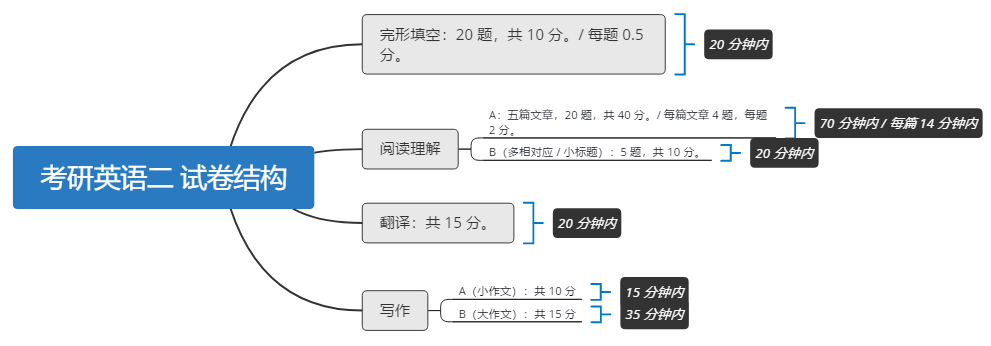 考研英语二 试卷结构
完形填空：20 题，共 10 分。/ 每题 0.5
分。
20 分钟内
阅读理解
A：五篇文章，20 题，共 40 分。/ 每篇文章 4 题，每题
2 分。
70 分钟内 / 每篇 14 分钟内
B（多相对应 / 小标题）：5 题，共 10 分。
20 分钟内
翻译：共 15 分。
20 分钟内
写作
A（小作文）：共 10 分
15 分钟内
B（大作文）：共 15 分
35 分钟内